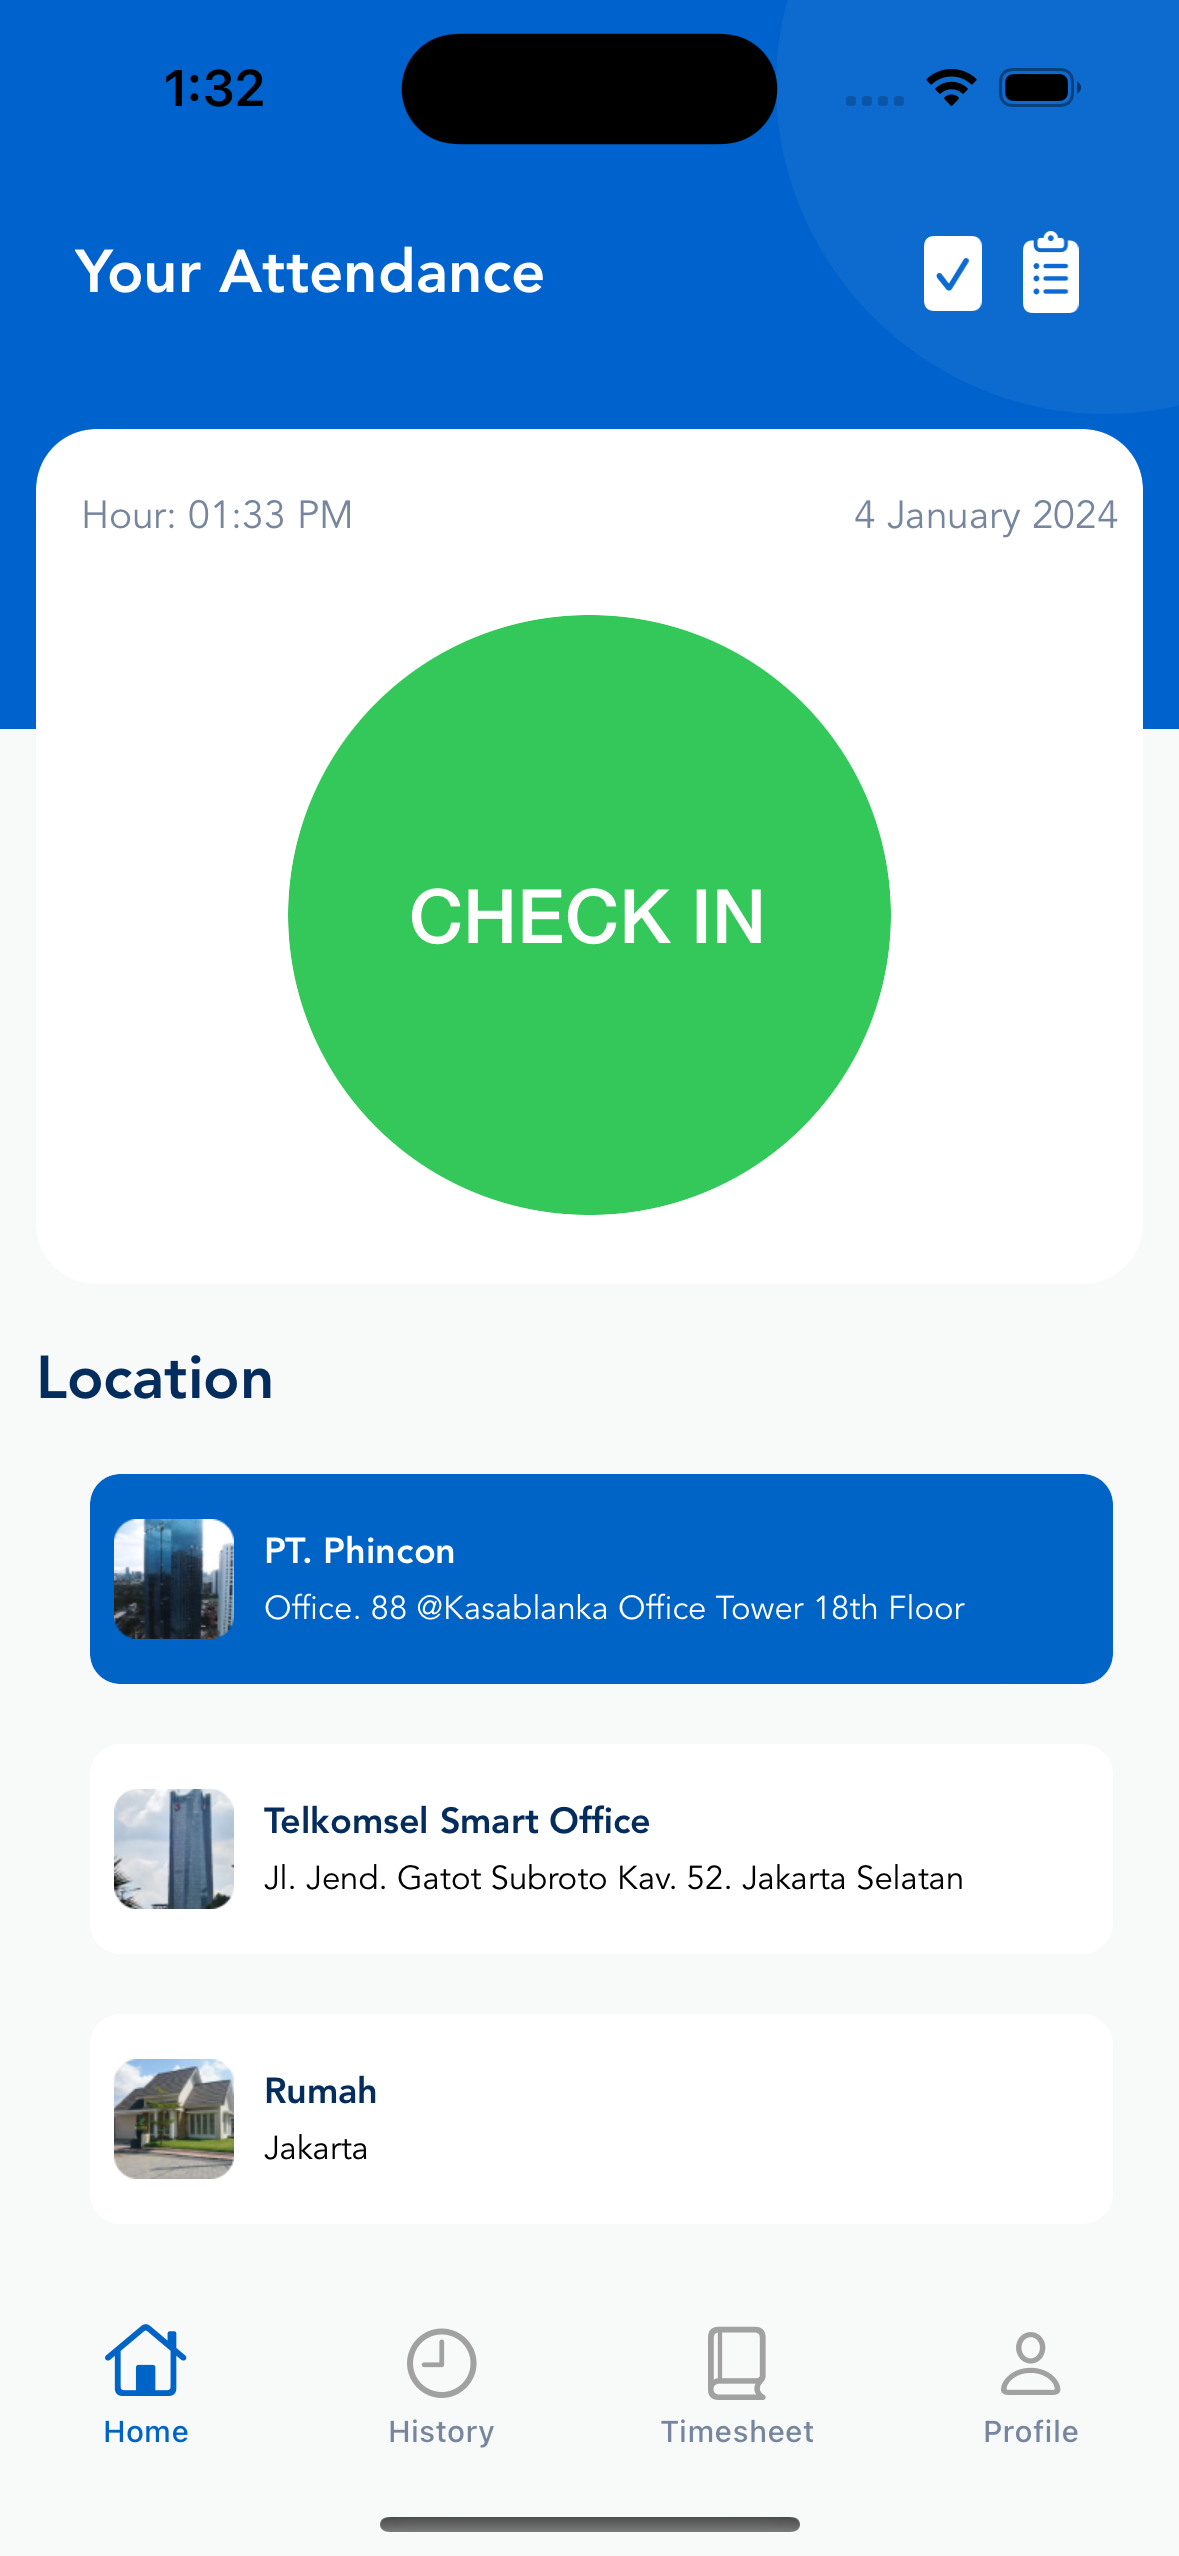 1:32
Your Attendance
Hour: 01:33 PM
4 January 2024
CHECK IN
Location
PT. Phincon
Office. 88 @Kasablanka Office Tower 18th Floor
Telkomsel Smart Office
Jl. Jend. Gatot Subroto Kav. 52. Jakarta Selatan
Rumah
Jakarta
Home
History
Timesheet
Profile